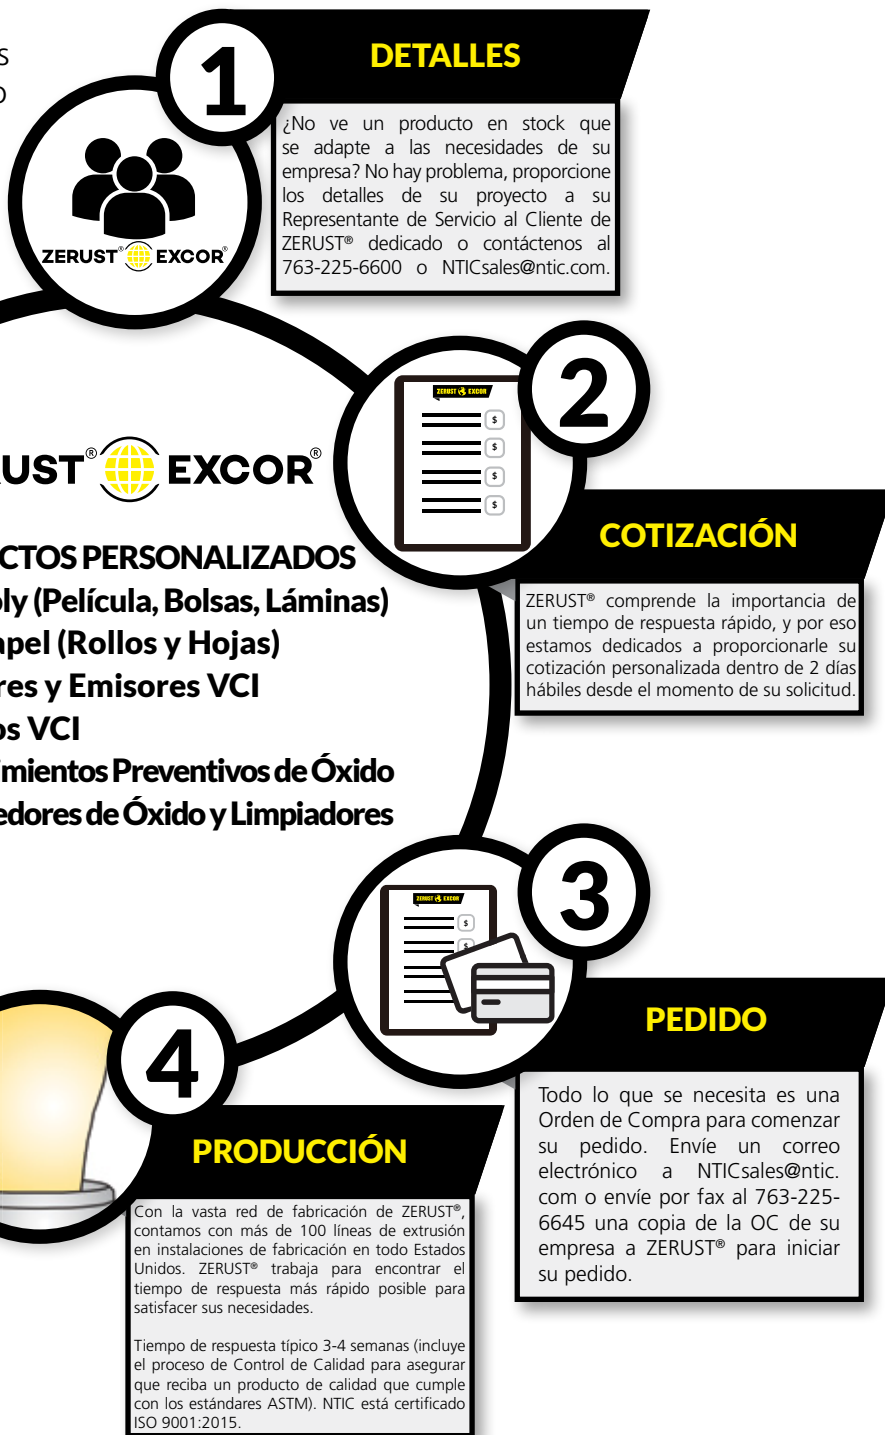 S
O
1
DETALLES
¿No ve un producto en stock que
se adapte a las necesidades de su
empresa? No hay problema, proporcione
los detalles de su proyecto a su
Representante de Servicio al Cliente de
ZERUST® dedicado o contáctenos al
763-225-6600 o NTICsales@ntic.com.
ZERUST® EXCOR®
2
ZERUST EXCOR
$
$
$
$
COTIZACIÓN
ZERUST® comprende la importancia de
un tiempo de respuesta rápido, y por eso
estamos dedicados a proporcionarle su
cotización personalizada dentro de 2 días
hábiles desde el momento de su solicitud.
UST® EXCOR®
CTOS PERSONALIZADOS
oly (Película, Bolsas, Láminas)
apel (Rollos y Hojas)
res y Emisores VCI
os VCI
imientos Preventivos de Óxido
edores de Óxido y Limpiadores
3
ZERUST EXCOR
$
$
PEDIDO
Todo lo que se necesita es una
Orden de Compra para comenzar
su pedido. Envíe un correo
electrónico a NTICsales@ntic.
com o envíe por fax al 763-225-
6645 una copia de la OC de su
empresa a ZERUST® para iniciar
su pedido.
4
PRODUCCIÓN
Con la vasta red de fabricación de ZERUST®,
contamos con más de 100 líneas de extrusión
en instalaciones de fabricación en todo Estados
Unidos. ZERUST® trabaja para encontrar el
tiempo de respuesta más rápido posible para
satisfacer sus necesidades.
Tiempo de respuesta típico 3-4 semanas (incluye
el proceso de Control de Calidad para asegurar
que reciba un producto de calidad que cumple
con los estándares ASTM). NTIC está certificado
ISO 9001:2015.